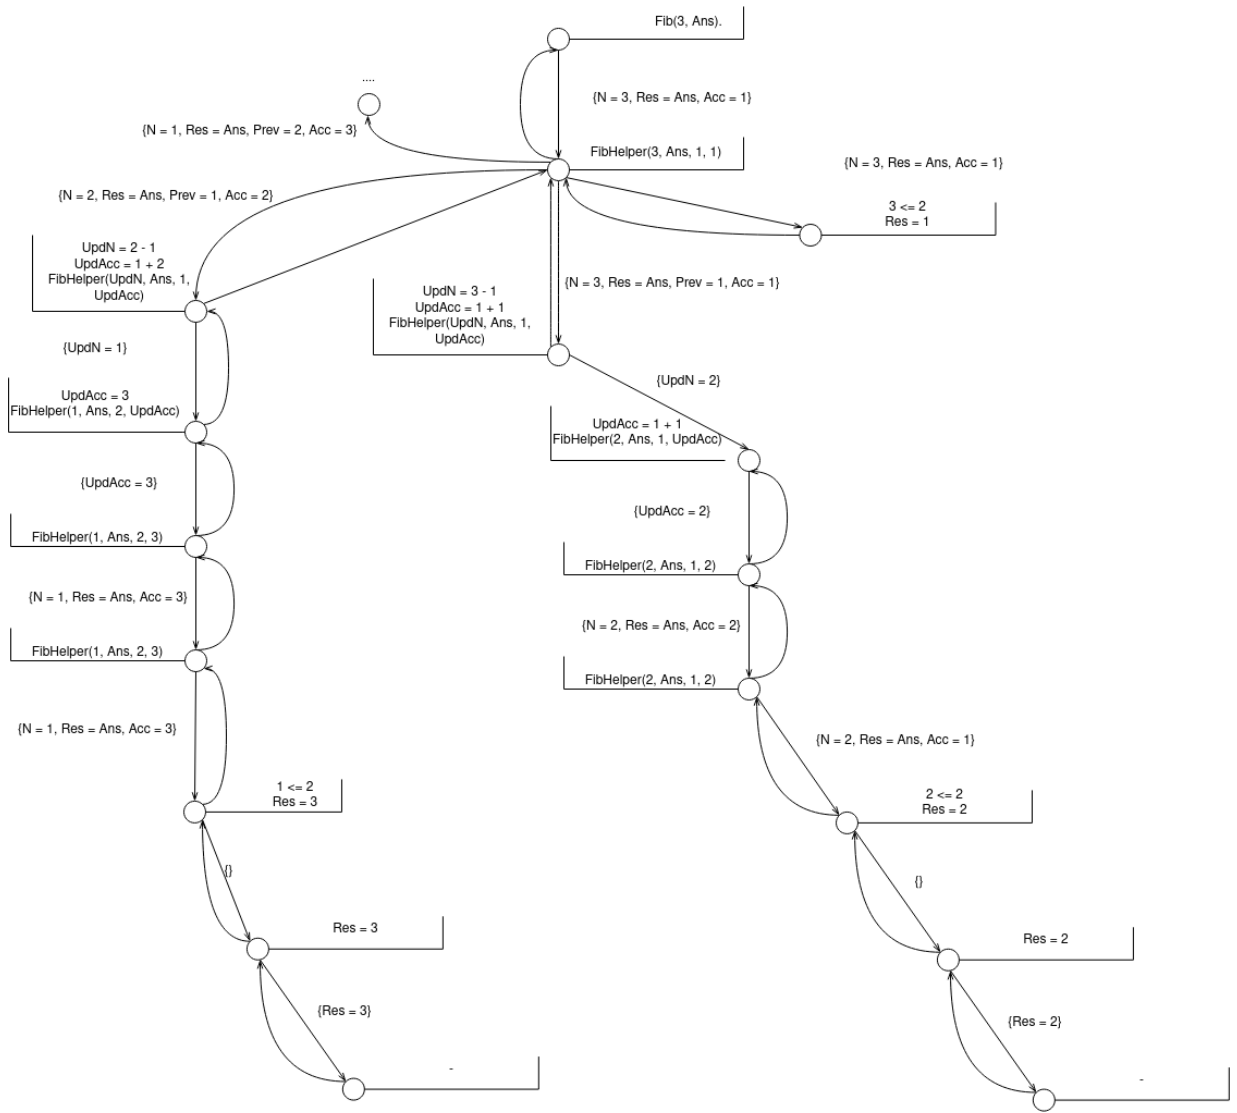 Fib(3, Ans).
....
{N = 3, Res = Ans, Acc = 1}
{N = 1, Res = Ans, Prev = 2, Acc = 3}
FibHelper(3, Ans, 1, 1)
{N = 3, Res = Ans, Acc = 1}
{N = 2, Res = Ans, Prev = 1, Acc = 2}
3 <= 2
Res = 1
UpdN = 2 - 1
UpdAcc = 1 + 2
FibHelper(UpdN, Ans, 1,
UpdAcc)
{N = 3, Res = Ans, Prev = 1, Acc = 1}
UpdN = 3 - 1
UpdAcc = 1 + 1
FibHelper(UpdN, Ans, 1,
UpdAcc)
{UpdN = 1}
{UpdN = 2}
UpdAcc = 3
FibHelper(1, Ans, 2, UpdAcc)
UpdAcc = 1 + 1
FibHelper(2, Ans, 1, UpdAcc)
{UpdAcc = 3}
{UpdAcc = 2}
FibHelper(1, Ans, 2, 3)
FibHelper(2, Ans, 1, 2)
{N = 1, Res = Ans, Acc = 3}
{N = 2, Res = Ans, Acc = 2}
FibHelper(1, Ans, 2, 3)
FibHelper(2, Ans, 1, 2)
{N = 1, Res = Ans, Acc = 3}
{N = 2, Res = Ans, Acc = 1}
1 <= 2
Res = 3
2 <= 2
Res = 2
{}
{}
Res = 3
Res = 2
{Res = 3}
{Res = 2}
-
-